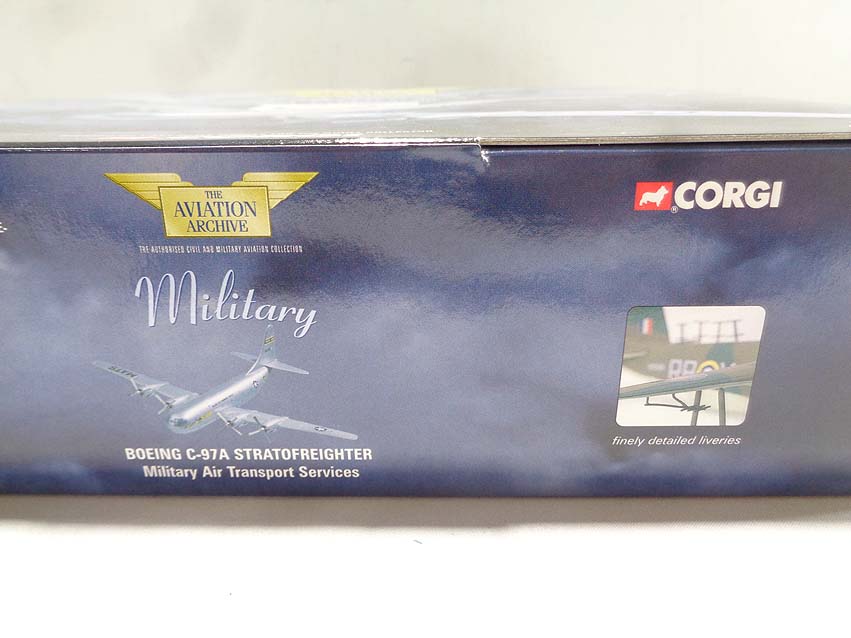 THE
AVIATION
ARCHIVE
THE AUTHORISED CIVIL AND MILITARY AVIATION COLLECTION
Military
MATS
BOEING C-97A STRATOFREIGHTER
Military Air Transport Services
® CORGI
finely detailed liveries